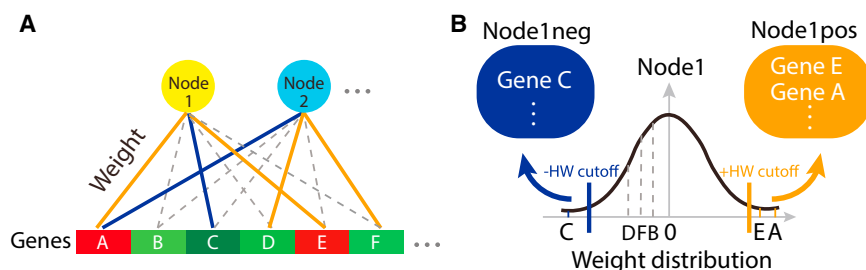 A
Node
1
Node
2
...
Weight
Genes
A B C D E F ...
B
Node1neg
Node1pos
Gene C
⋮
Node1
Gene E
Gene A
⋮
-HW cutoff
+HW cutoff
C DFB 0 E A
Weight distribution